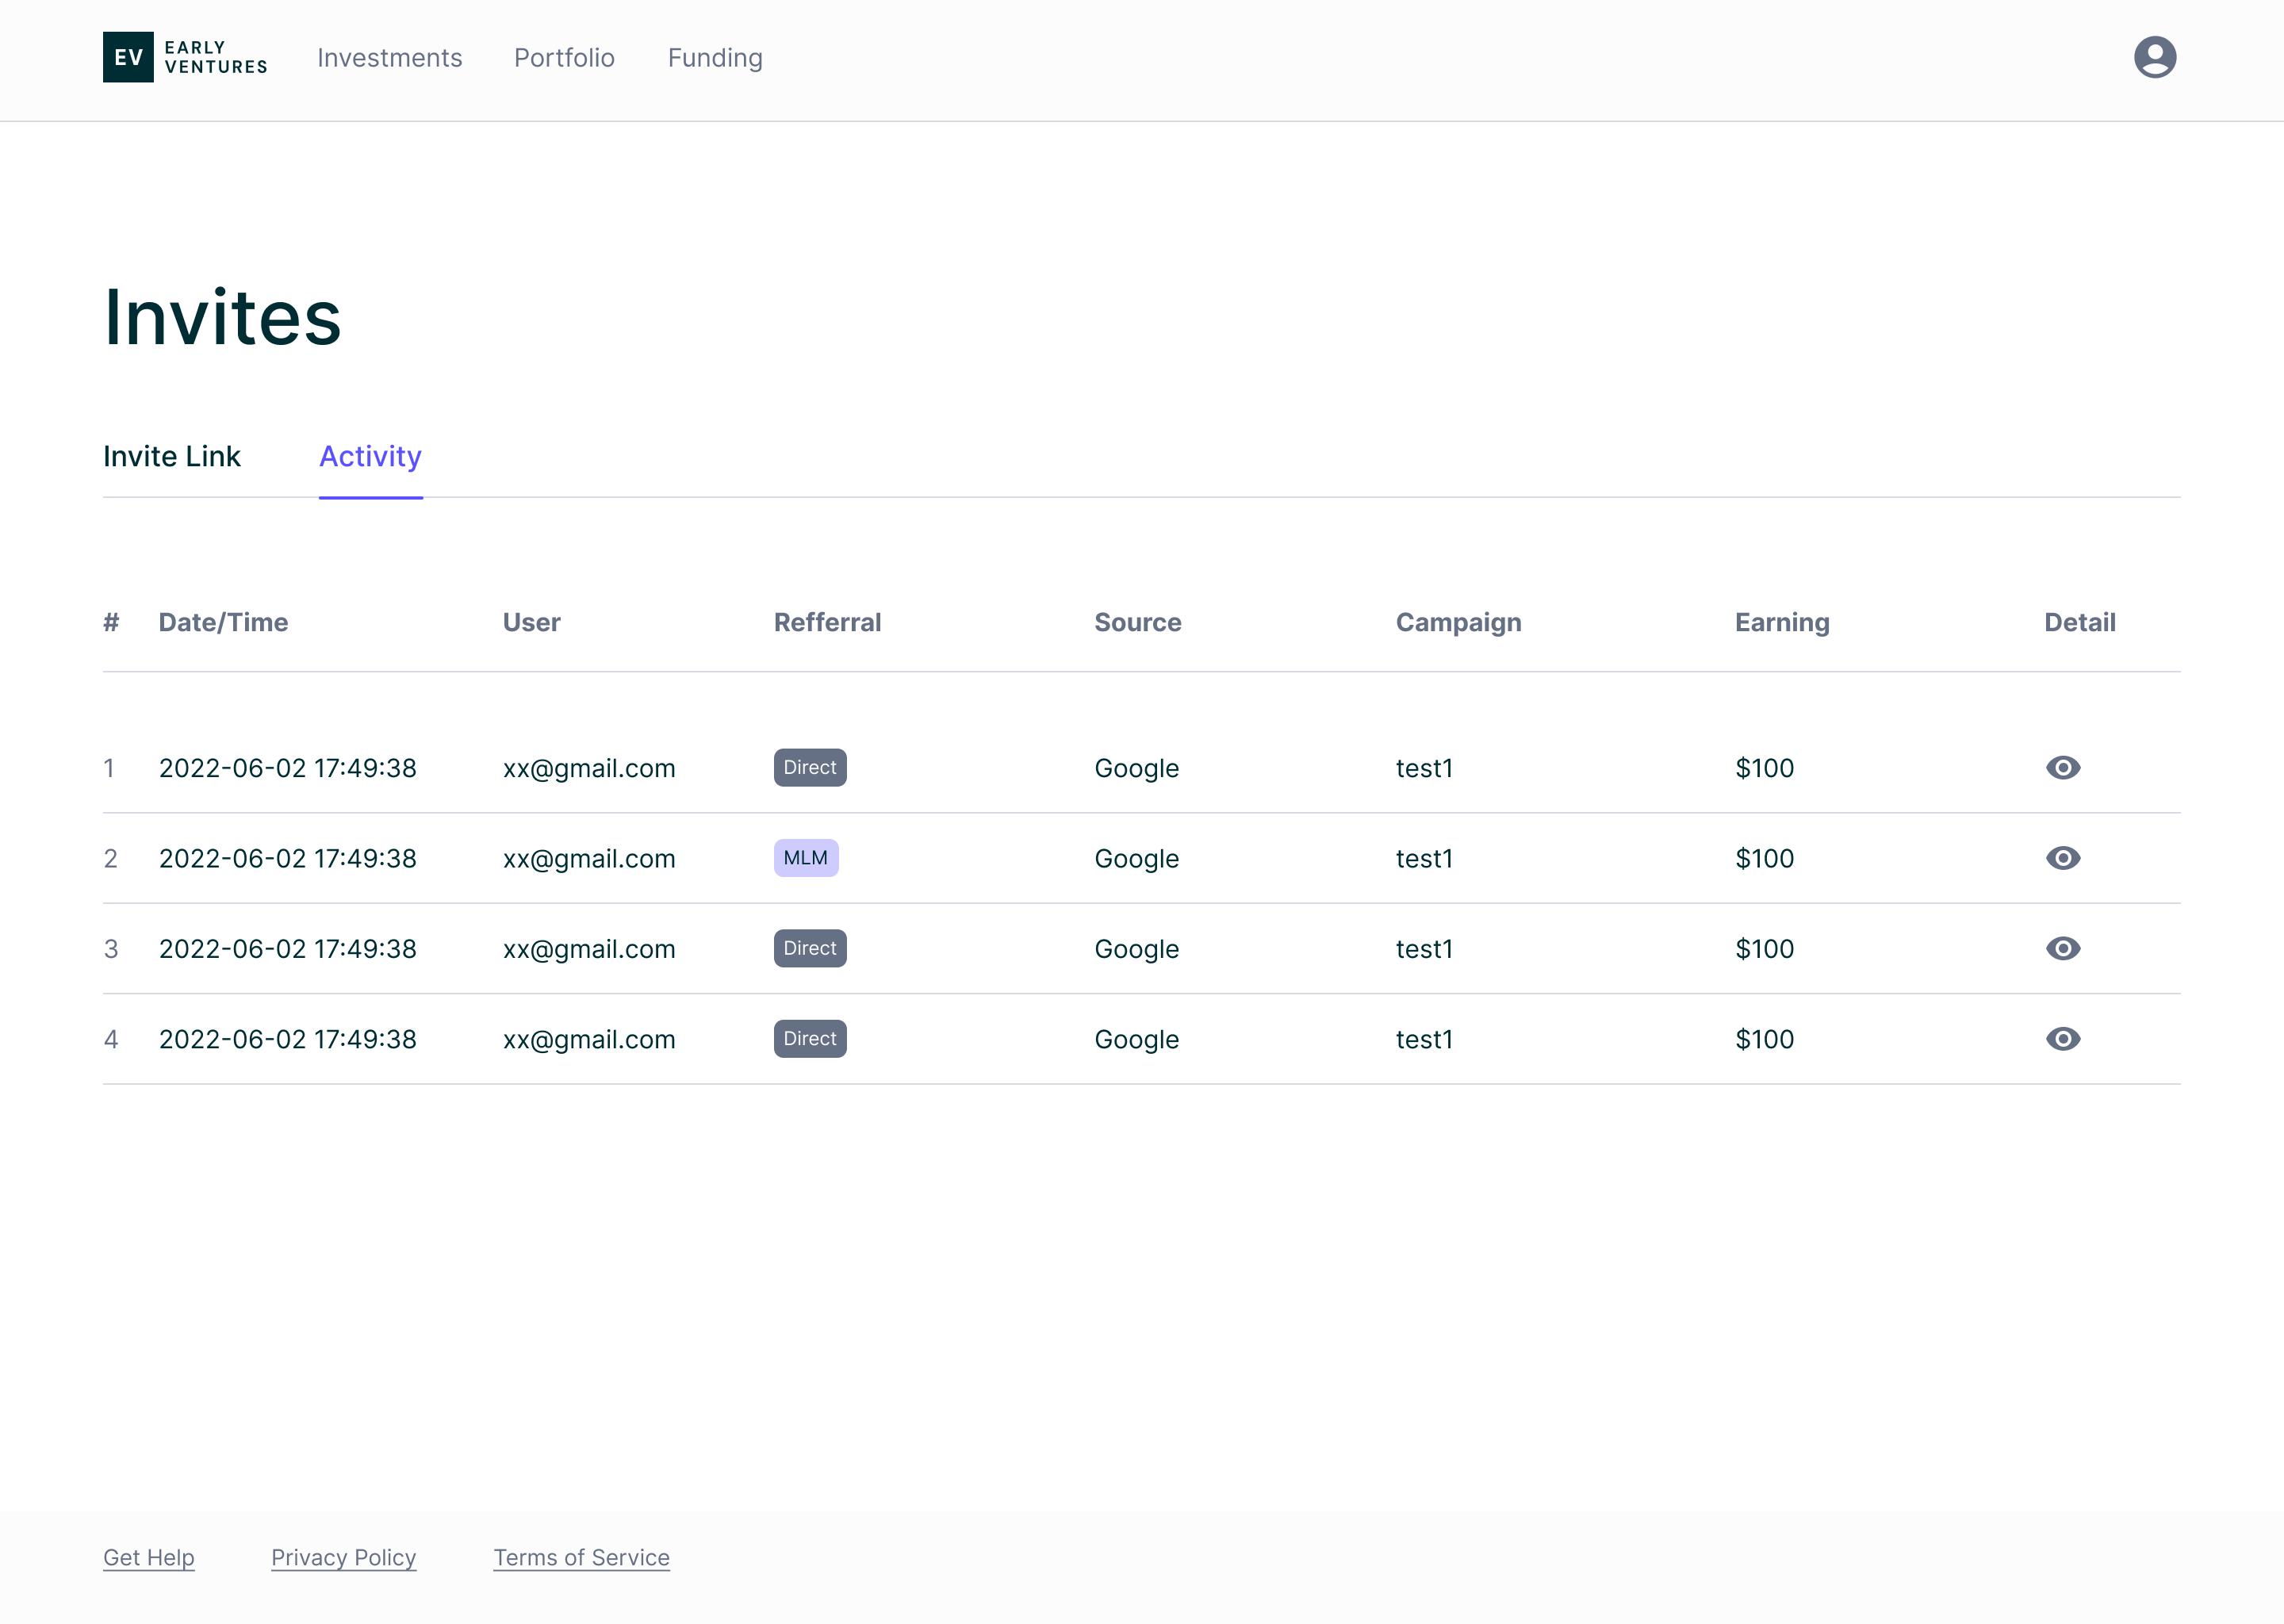 EV EARLY VENTURES Investments Portfolio Funding
Invites
Invite Link Activity
# Date/Time User Refferral Source Campaign Earning Detail
1 2022-06-02 17:49:38 xx@gmail.com Direct Google test1 $100
2 2022-06-02 17:49:38 xx@gmail.com MLM Google test1 $100
3 2022-06-02 17:49:38 xx@gmail.com Direct Google test1 $100
4 2022-06-02 17:49:38 xx@gmail.com Direct Google test1 $100
Get Help Privacy Policy Terms of Service